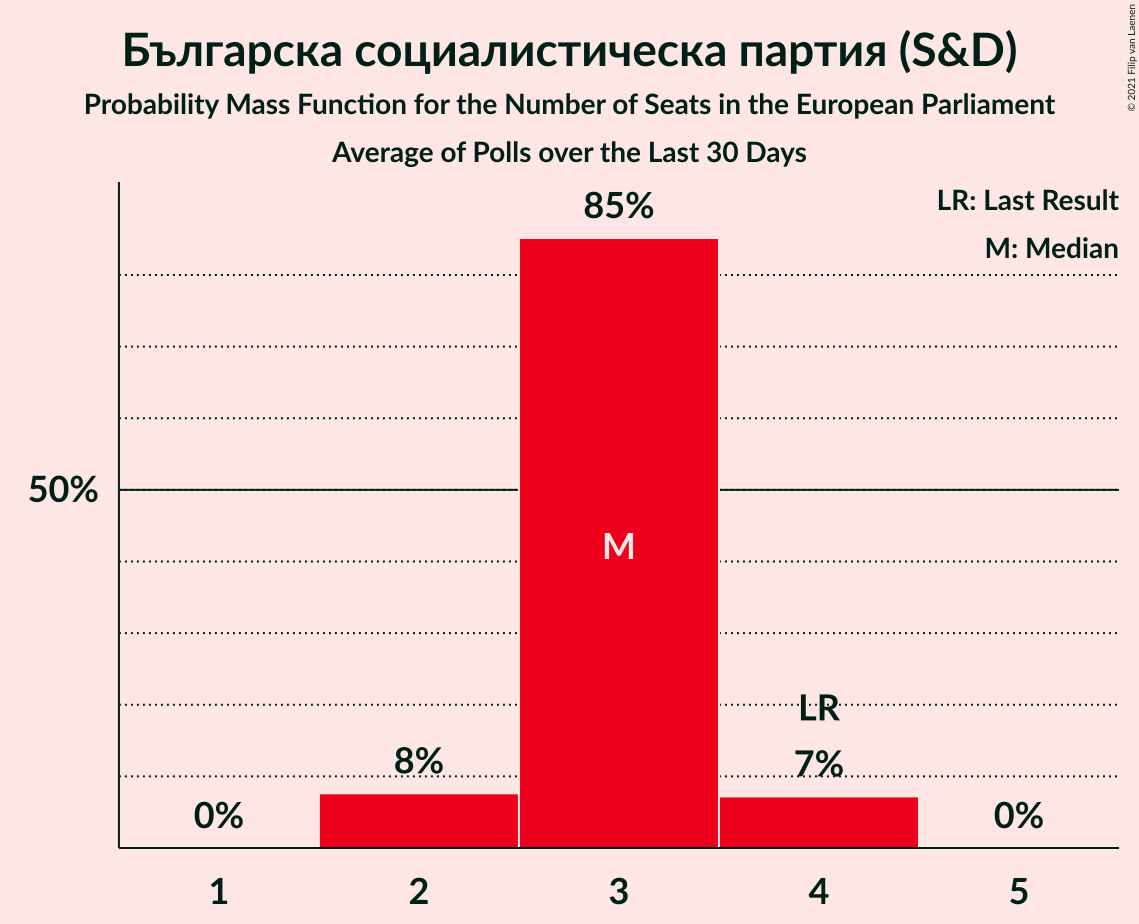 Българска социалистическа партия (S&D)
Probability Mass Function for the Number of Seats in the European Parliament
Average of Polls over the Last 30 Days
© 2021 Filip van Laenen
LR: Last Result
M: Median
85%
50%
M
LR
8%
7%
0%
0%
1 2 3 4 5